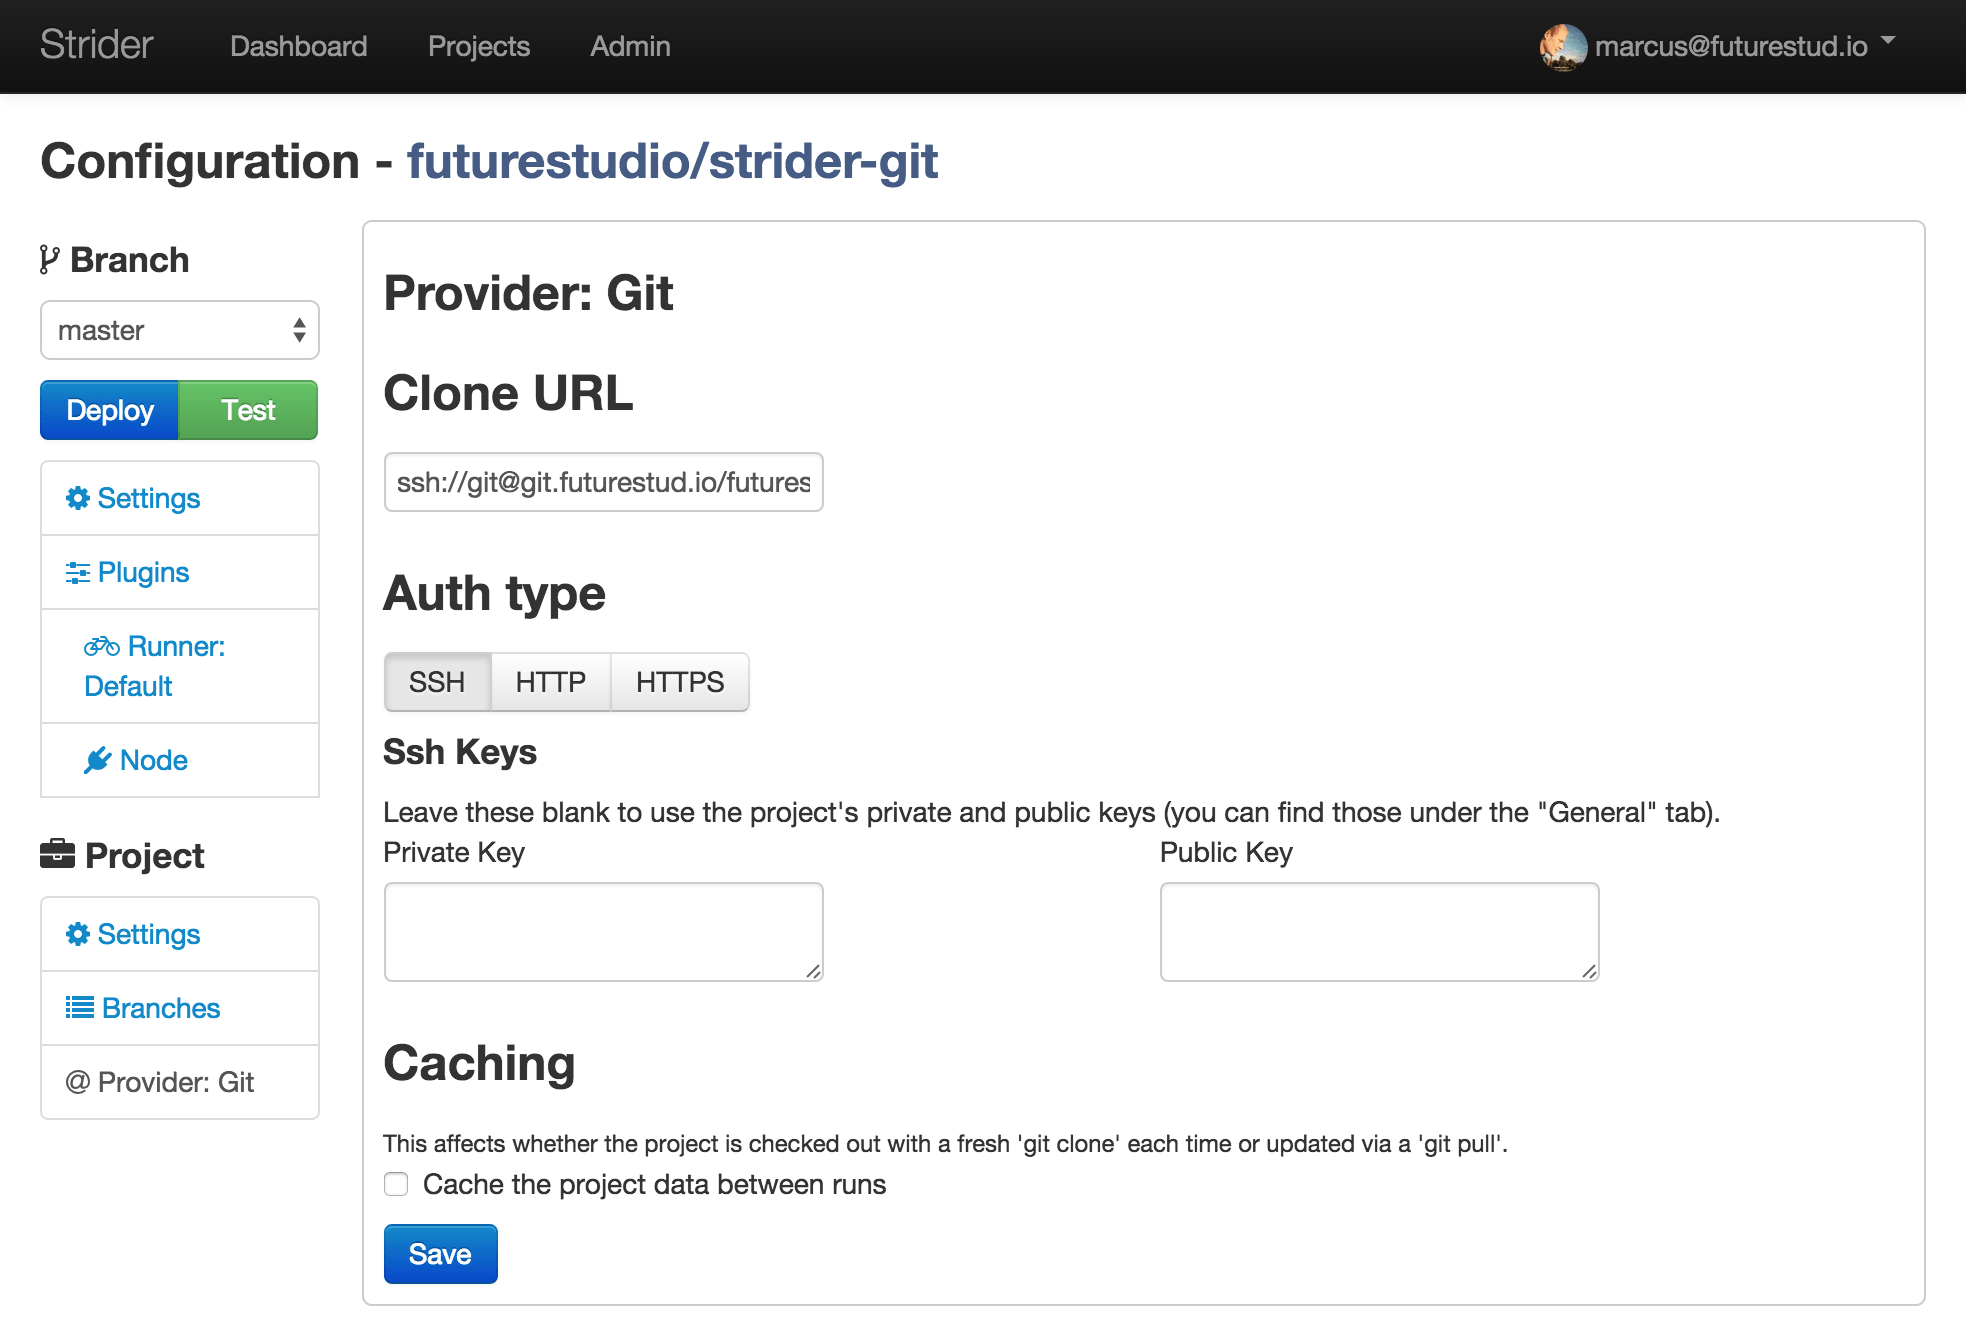 Strider Dashboard Projects Admin marcus@futurestud.io
Configuration - futurestudio/strider-git
Branch
master
Deploy Test
Settings
Plugins
Runner:
Default
Node
Project
Settings
Branches
@ Provider: Git
Provider: Git
Clone URL
ssh://git@git.futurestud.io/futures
Auth type
SSH HTTP HTTPS
Ssh Keys
Leave these blank to use the project's private and public keys (you can find those under the "General" tab).
Private Key Public Key
Caching
This affects whether the project is checked out with a fresh 'git clone' each time or updated via a 'git pull'.
Cache the project data between runs
Save